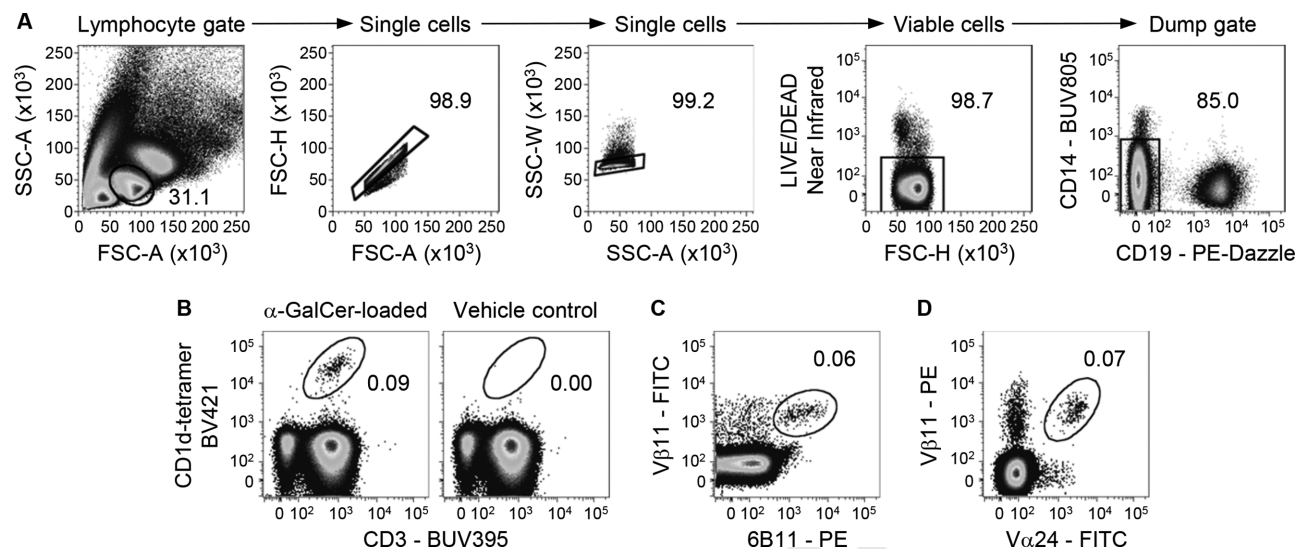 A
Lymphocyte gate Single cells Single cells Viable cells Dump gate
SSC-A (x10³)
250
200
150
100
50
0
31.1
0 50 100 150 200 250
FSC-A (x10³)
FSC-H (x10³)
250
200
150
100
50
0
98.9
0 50 100 150 200 250
FSC-A (x10³)
SSC-W (x10³)
250
200
150
100
50
0
99.2
0 50 100 150 200 250
SSC-A (x10³)
LIVE/DEAD
Near Infrared
10⁵
10⁴
10³
10²
0
98.7
0 50 100 150 200 250
FSC-H (x10³)
CD14 - BUV805
10⁵
10⁴
10³
10²
0
85.0
0 10² 10³ 10⁴ 10⁵
CD19 - PE-Dazzle
B
α-GalCer-loaded Vehicle control
CD1d-tetramer
BV421
10⁵
10⁴
10³
10²
0
0.09
0.00
0 10² 10³ 10⁴ 10⁵ 0 10² 10³ 10⁴ 10⁵
CD3 - BUV395
C
Vβ11 - FITC
10⁵
10⁴
10³
10²
0
0.06
0 10² 10³ 10⁴ 10⁵
6B11 - PE
D
Vβ11 - PE
10⁵
10⁴
10³
10²
0
0.07
0 10² 10³ 10⁴ 10⁵
Vα24 - FITC